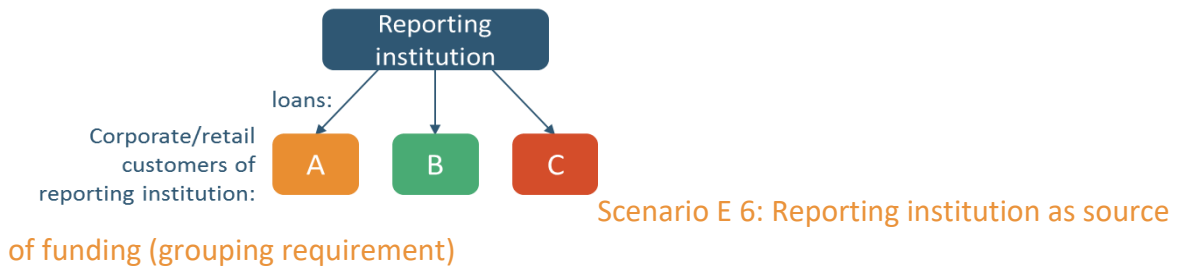 Reporting
institution
loans:
Corporate/retail
customers of
reporting institution:
A
B
C
Scenario E 6: Reporting institution as source
of funding (grouping requirement)